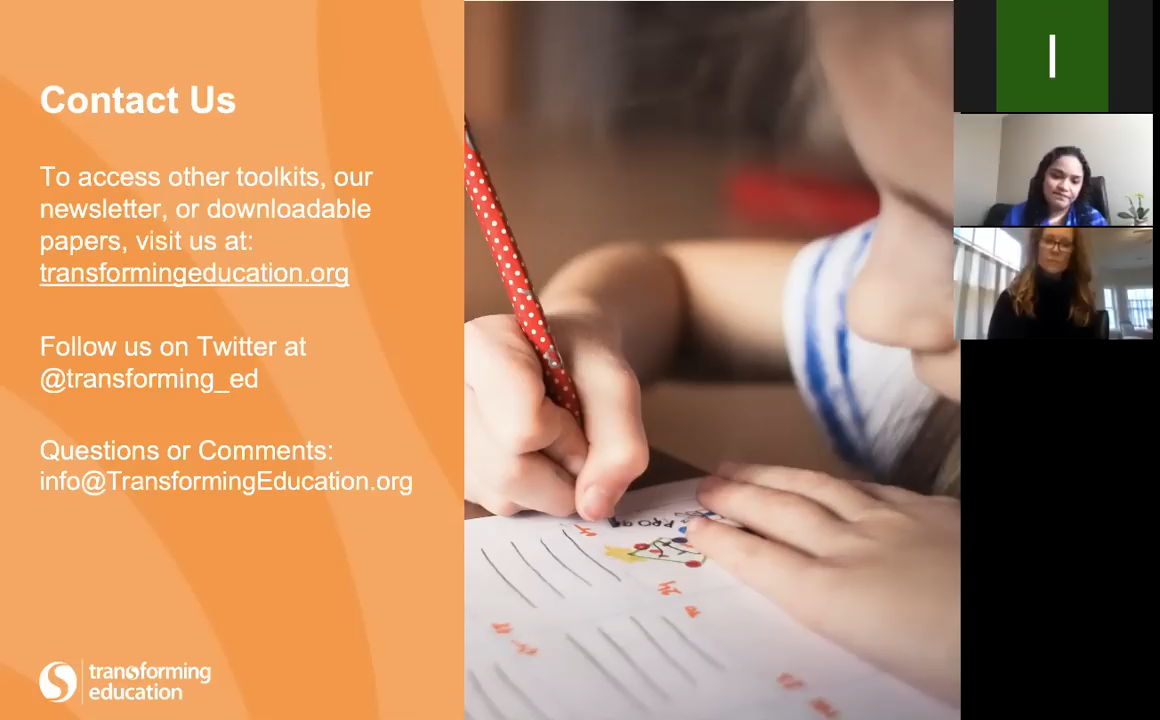 Contact Us
To access other toolkits, our
newsletter, or downloadable
papers, visit us at:
transformingeducation.org
Follow us on Twitter at
@transforming_ed
Questions or Comments:
info@TransformingEducation.org
transforming
education
I